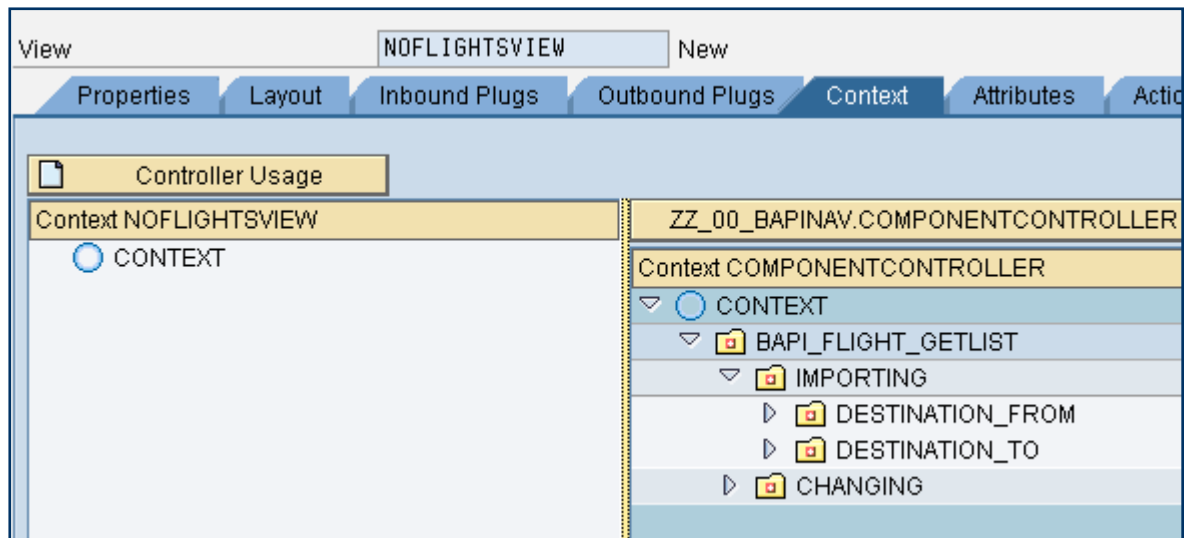 View NOFLIGHTSVIEW New
Properties Layout Inbound Plugs Outbound Plugs Context Attributes Actio
Controller Usage
Context NOFLIGHTSVIEW
CONTEXT
ZZ_00_BAPINAV.COMPONENTCONTROLLER
Context COMPONENTCONTROLLER
CONTEXT
BAPI_FLIGHT_GETLIST
IMPORTING
DESTINATION_FROM
DESTINATION_TO
CHANGING